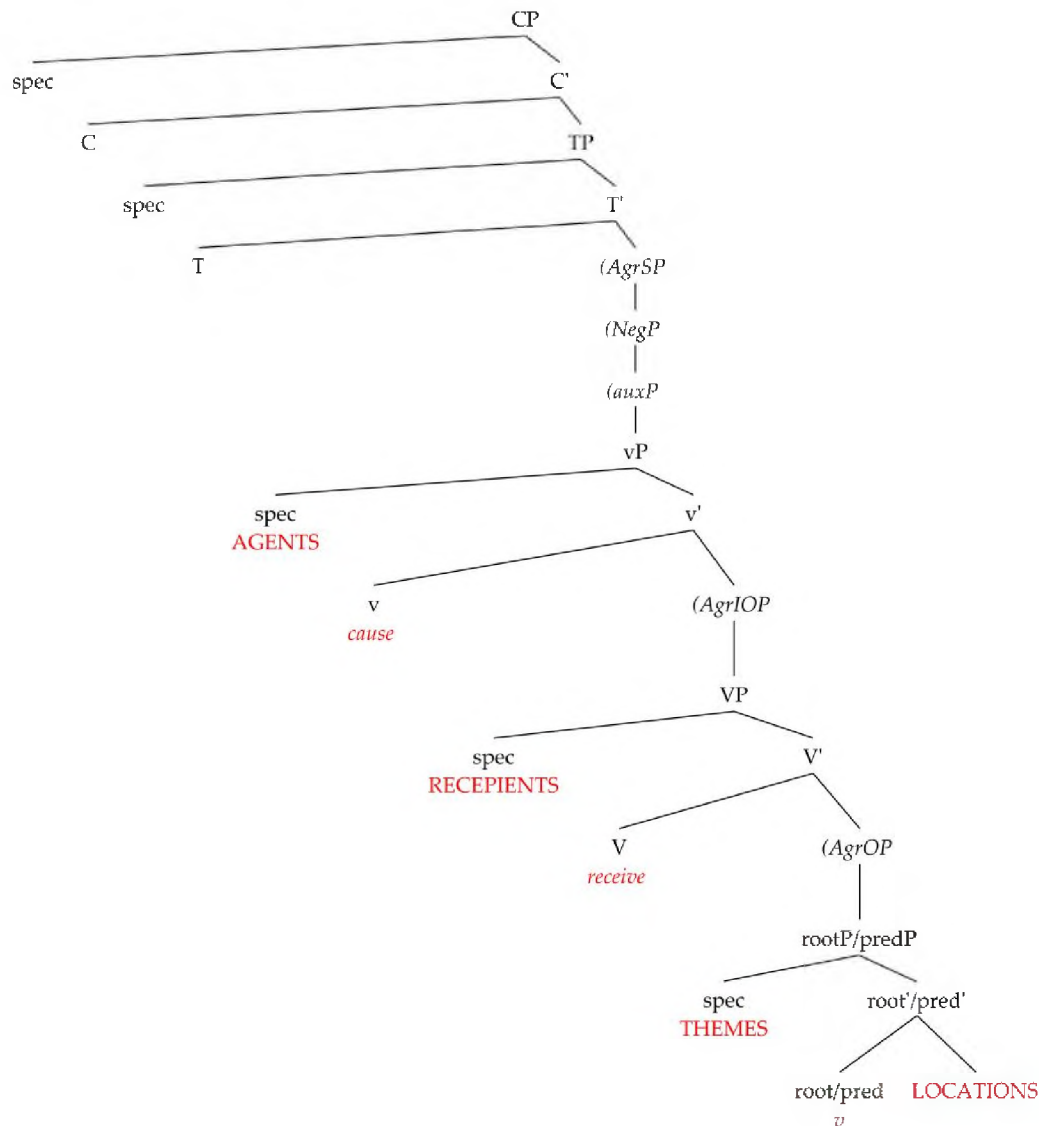 CP
spec
C'
C
TP
spec
T'
T
(AgrSP
(NegP
(auxP
vP
spec
AGENTS
v'
v
cause
(AgrIOP
VP
spec
RECEPIENTS
V'
V
receive
(AgrOP
rootP/predP
spec
THEMES
root'/pred'
root/pred
LOCATIONS
v